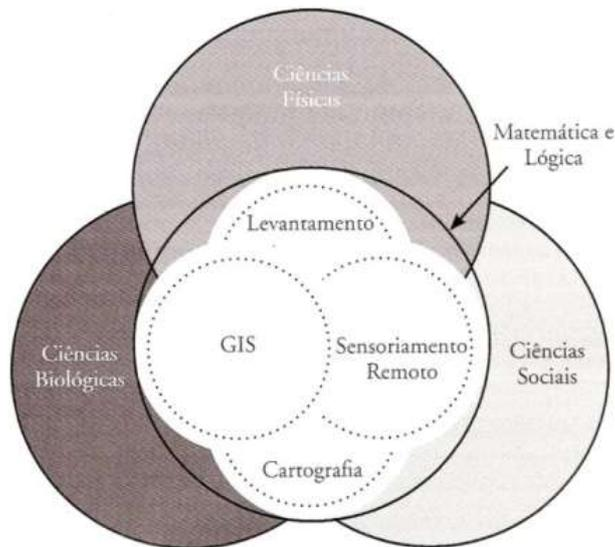 Ciências
Físicas
Matemática e
Lógica
Levantamento
Ciências
Biológicas
GIS
Sensoriamento
Remoto
Ciências
Sociais
Cartografia